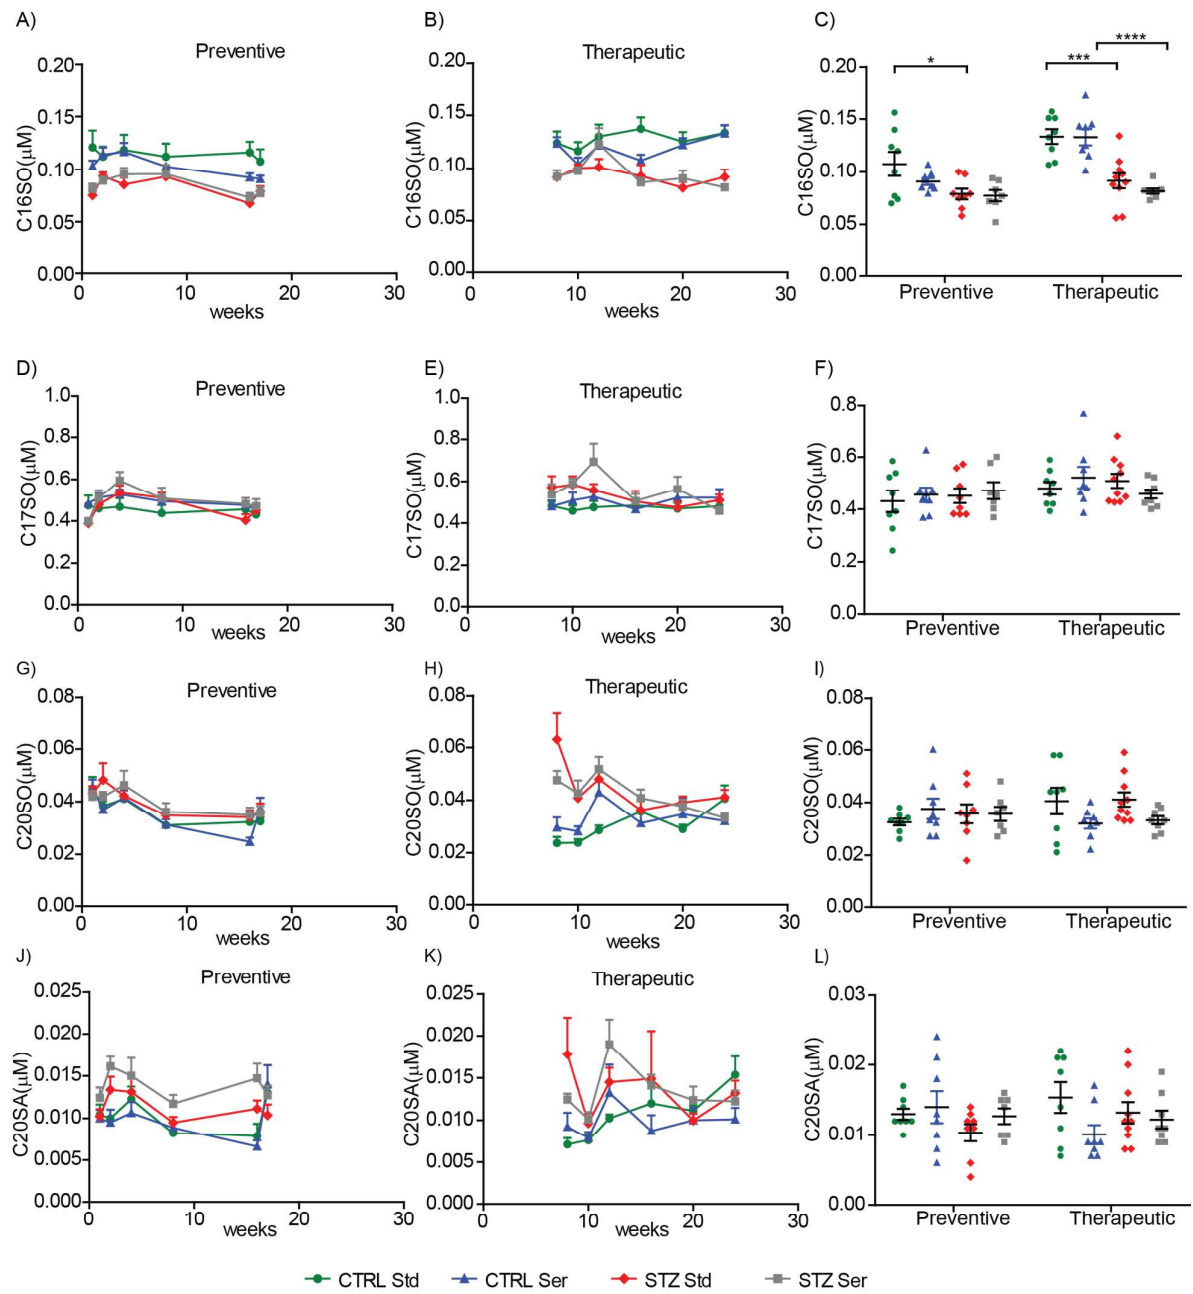 A)
Preventive
0.20
0.15
0.10
0.05
0.00
C16SO(µM)
0
10
20
30
weeks
B)
Therapeutic
0.20
0.15
0.10
0.05
0.00
C16SO(µM)
0
10
20
30
weeks
C)
****
***
*
0.20
0.15
0.10
0.05
0.00
C16SO(µM)
Preventive
Therapeutic
D)
Preventive
1.0
0.8
0.6
0.4
0.2
0.0
C17SO(µM)
0
10
20
30
weeks
E)
Therapeutic
1.0
0.8
0.6
0.4
0.2
0.0
C17SO(µM)
0
10
20
30
weeks
F)
0.8
0.6
0.4
0.2
0.0
C17SO(µM)
Preventive
Therapeutic
G)
Preventive
0.08
0.06
0.04
0.02
0.00
C20SO(µM)
0
10
20
30
weeks
H)
Therapeutic
0.08
0.06
0.04
0.02
0.00
C20SO(µM)
0
10
20
30
weeks
I)
0.08
0.06
0.04
0.02
0.00
C20SO(µM)
Preventive
Therapeutic
J)
Preventive
0.025
0.020
0.015
0.010
0.005
0.000
C20SA(µM)
0
10
20
30
weeks
K)
Therapeutic
0.025
0.020
0.015
0.010
0.005
0.000
C20SA(µM)
0
10
20
30
weeks
L)
0.03
0.02
0.01
0.00
C20SA(µM)
Preventive
Therapeutic
CTRL Std
CTRL Ser
STZ Std
STZ Ser